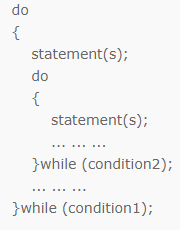 do
{
statement(s);
do
{
statement(s);
... ... ...
}while (condition2);
... ... ...
}while (condition1);